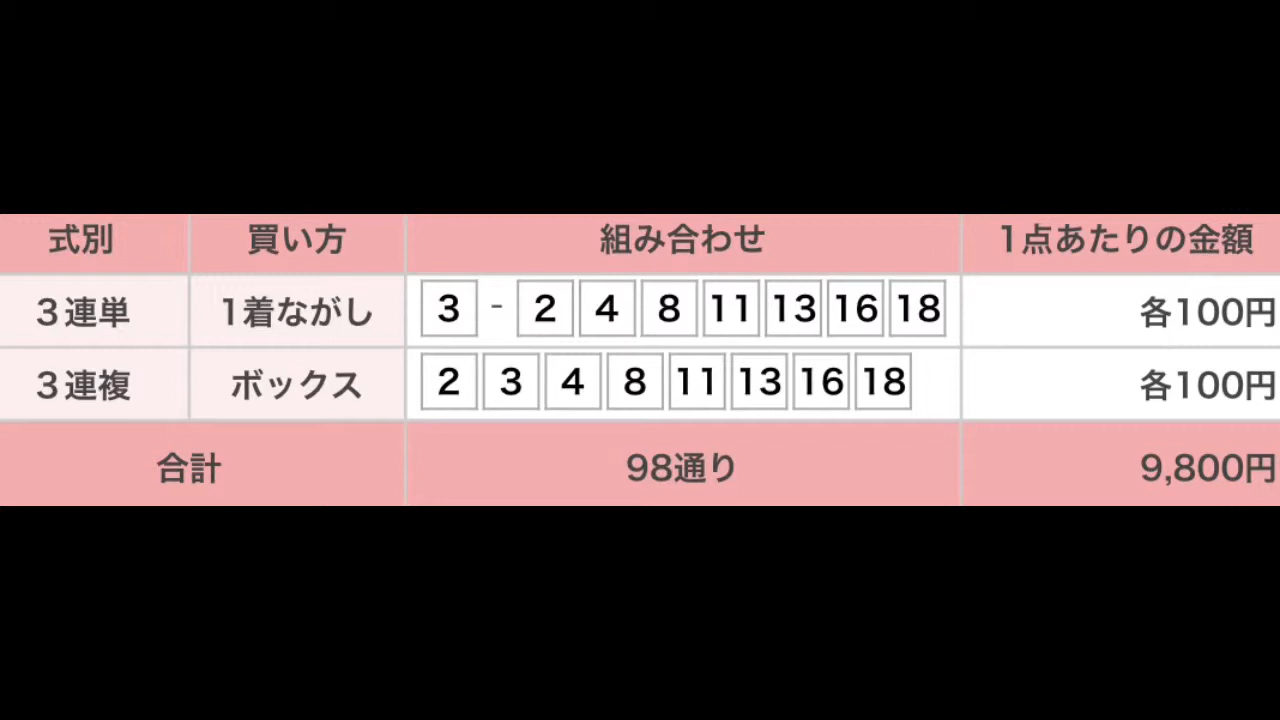 式別 買い方 組み合わせ 1点あたりの金額
３連単 1着ながし 3 - 2 4 8 11 13 16 18 各100円
３連複 ボックス 2 3 4 8 11 13 16 18 各100円
合計 98通り 9,800円